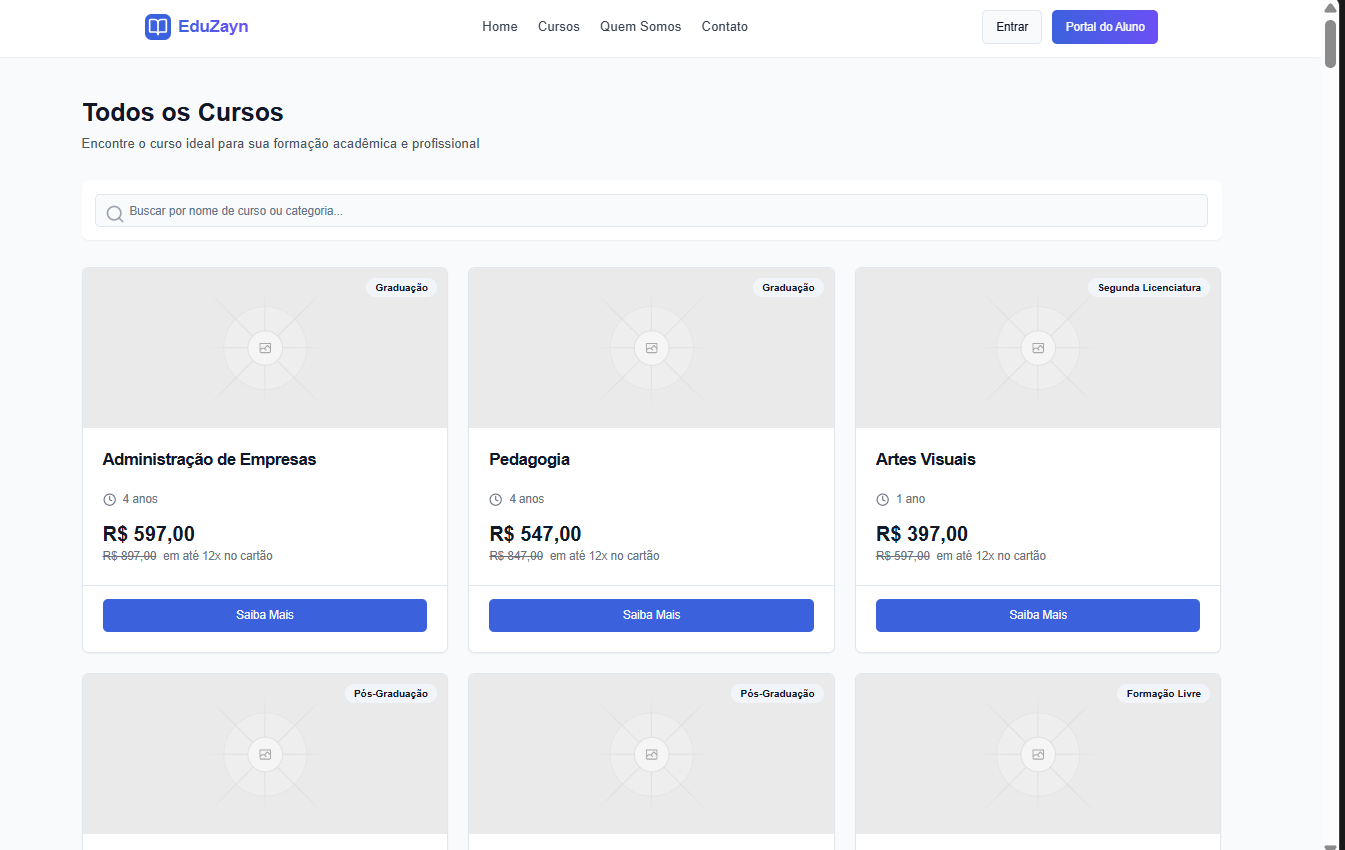 EduZayn
Home Cursos Quem Somos Contato
Entrar
Portal do Aluno
Todos os Cursos
Encontre o curso ideal para sua formação acadêmica e profissional
Buscar por nome de curso ou categoria...
Graduação
Administração de Empresas
4 anos
R$ 597,00
R$ 897,00 em até 12x no cartão
Saiba Mais
Graduação
Pedagogia
4 anos
R$ 547,00
R$ 847,00 em até 12x no cartão
Saiba Mais
Segunda Licenciatura
Artes Visuais
1 ano
R$ 397,00
R$ 597,00 em até 12x no cartão
Saiba Mais
Pós-Graduação
Pós-Graduação
Formação Livre